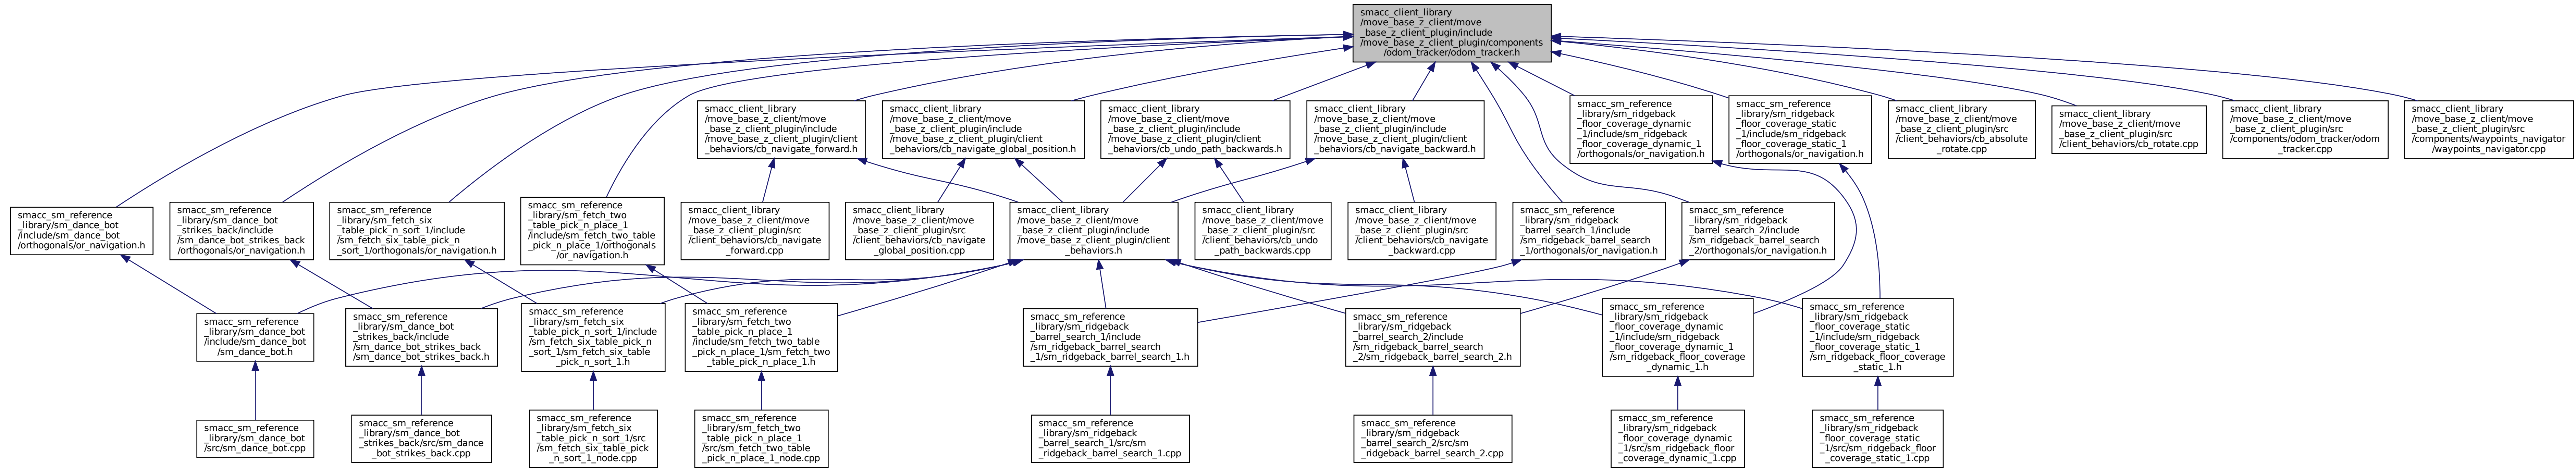 smacc_client_library
/move_base_z_client/move
_base_z_client_plugin/include
/move_base_z_client_plugin/components
/odom_tracker/odom_tracker.h
smacc_client_library
/move_base_z_client/move
_base_z_client_plugin/include
/move_base_z_client_plugin/client
_behaviors/cb_navigate_forward.h
smacc_client_library
/move_base_z_client/move
_base_z_client_plugin/include
/move_base_z_client_plugin/client
_behaviors/cb_navigate_global_position.h
smacc_client_library
/move_base_z_client/move
_base_z_client_plugin/include
/move_base_z_client_plugin/client
_behaviors/cb_undo_path_backwards.h
smacc_client_library
/move_base_z_client/move
_base_z_client_plugin/include
/move_base_z_client_plugin/client
_behaviors/cb_navigate_backward.h
smacc_sm_reference
_library/sm_ridgeback
_floor_coverage_dynamic
_1/include/sm_ridgeback
_floor_coverage_dynamic_1
/orthogonals/or_navigation.h
smacc_sm_reference
_library/sm_ridgeback
_floor_coverage_static
_1/include/sm_ridgeback
_floor_coverage_static_1
/orthogonals/or_navigation.h
smacc_client_library
/move_base_z_client/move
_base_z_client_plugin/src
/client_behaviors/cb_absolute
_rotate.cpp
smacc_client_library
/move_base_z_client/move
_base_z_client_plugin/src
/client_behaviors/cb_rotate.cpp
smacc_client_library
/move_base_z_client/move
_base_z_client_plugin/src
/components/odom_tracker/odom
_tracker.cpp
smacc_client_library
/move_base_z_client/move
_base_z_client_plugin/src
/components/waypoints_navigator
/waypoints_navigator.cpp
smacc_sm_reference
_library/sm_dance_bot
/include/sm_dance_bot
/orthogonals/or_navigation.h
smacc_sm_reference
_library/sm_dance_bot
_strikes_back/include
/sm_dance_bot_strikes_back
/orthogonals/or_navigation.h
smacc_sm_reference
_library/sm_fetch_six
_table_pick_n_sort_1/include
/sm_fetch_six_table_pick_n
_sort_1/orthogonals/or_navigation.h
smacc_sm_reference
_library/sm_fetch_two
_table_pick_n_place_1
/include/sm_fetch_two_table
_pick_n_place_1/orthogonals
/or_navigation.h
smacc_client_library
/move_base_z_client/move
_base_z_client_plugin/src
/client_behaviors/cb_navigate
_forward.cpp
smacc_client_library
/move_base_z_client/move
_base_z_client_plugin/src
/client_behaviors/cb_navigate
_global_position.cpp
smacc_client_library
/move_base_z_client/move
_base_z_client_plugin/include
/move_base_z_client_plugin/client
_behaviors.h
smacc_client_library
/move_base_z_client/move
_base_z_client_plugin/src
/client_behaviors/cb_undo
_path_backwards.cpp
smacc_client_library
/move_base_z_client/move
_base_z_client_plugin/src
/client_behaviors/cb_navigate
_backward.cpp
smacc_sm_reference
_library/sm_ridgeback
_barrel_search_1/include
/sm_ridgeback_barrel_search
_1/orthogonals/or_navigation.h
smacc_sm_reference
_library/sm_ridgeback
_barrel_search_2/include
/sm_ridgeback_barrel_search
_2/orthogonals/or_navigation.h
smacc_sm_reference
_library/sm_dance_bot
/include/sm_dance_bot
/sm_dance_bot.h
smacc_sm_reference
_library/sm_dance_bot
_strikes_back/include
/sm_dance_bot_strikes_back
/sm_dance_bot_strikes_back.h
smacc_sm_reference
_library/sm_fetch_six
_table_pick_n_sort_1/include
/sm_fetch_six_table_pick_n
_sort_1/sm_fetch_six_table
_pick_n_sort_1.h
smacc_sm_reference
_library/sm_fetch_two
_table_pick_n_place_1
/include/sm_fetch_two_table
_pick_n_place_1/sm_fetch_two
_table_pick_n_place_1.h
smacc_sm_reference
_library/sm_ridgeback
_barrel_search_1/include
/sm_ridgeback_barrel_search
_1/sm_ridgeback_barrel_search_1.h
smacc_sm_reference
_library/sm_ridgeback
_barrel_search_2/include
/sm_ridgeback_barrel_search
_2/sm_ridgeback_barrel_search_2.h
smacc_sm_reference
_library/sm_ridgeback
_floor_coverage_dynamic
_1/include/sm_ridgeback
_floor_coverage_dynamic_1
/sm_ridgeback_floor_coverage
_dynamic_1.h
smacc_sm_reference
_library/sm_ridgeback
_floor_coverage_static
_1/include/sm_ridgeback
_floor_coverage_static_1
/sm_ridgeback_floor_coverage
_static_1.h
smacc_sm_reference
_library/sm_dance_bot
/src/sm_dance_bot.cpp
smacc_sm_reference
_library/sm_dance_bot
_strikes_back/src/sm_dance
_bot_strikes_back.cpp
smacc_sm_reference
_library/sm_fetch_six
_table_pick_n_sort_1/src
/sm_fetch_six_table_pick
_n_sort_1_node.cpp
smacc_sm_reference
_library/sm_fetch_two
_table_pick_n_place_1
/src/sm_fetch_two_table
_pick_n_place_1_node.cpp
smacc_sm_reference
_library/sm_ridgeback
_barrel_search_1/src/sm
_ridgeback_barrel_search_1.cpp
smacc_sm_reference
_library/sm_ridgeback
_barrel_search_2/src/sm
_ridgeback_barrel_search_2.cpp
smacc_sm_reference
_library/sm_ridgeback
_floor_coverage_dynamic
_1/src/sm_ridgeback_floor
_coverage_dynamic_1.cpp
smacc_sm_reference
_library/sm_ridgeback
_floor_coverage_static
_1/src/sm_ridgeback_floor
_coverage_static_1.cpp